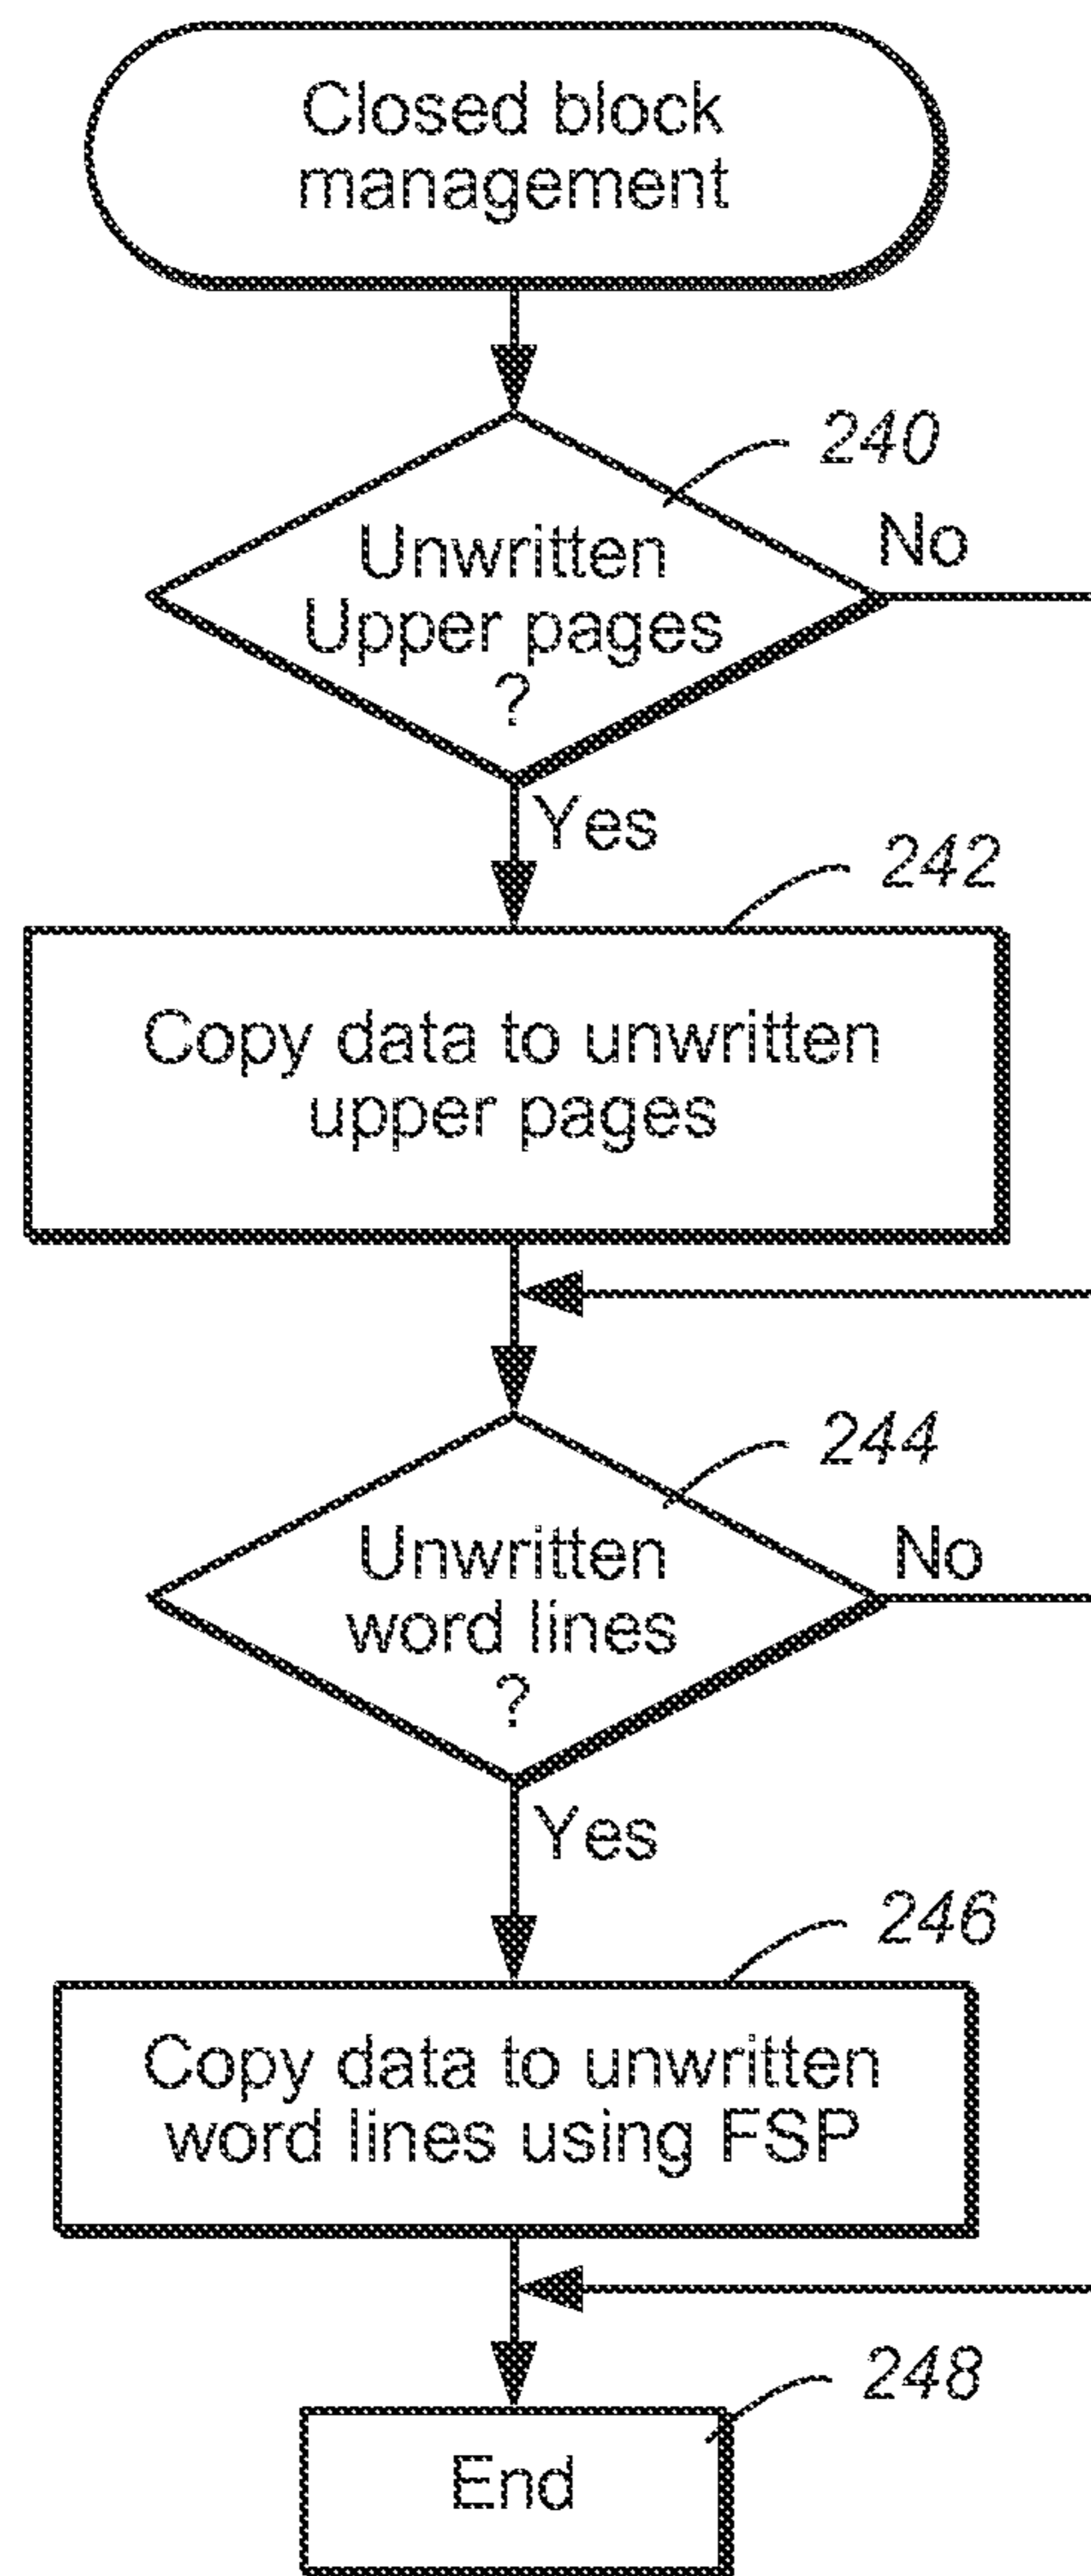 Closed block
management
240
Unwritten
Upper pages
?
No
Yes
242
Copy data to unwritten
upper pages
244
Unwritten
word lines
?
No
Yes
246
Copy data to unwritten
word lines using FSP
248
End